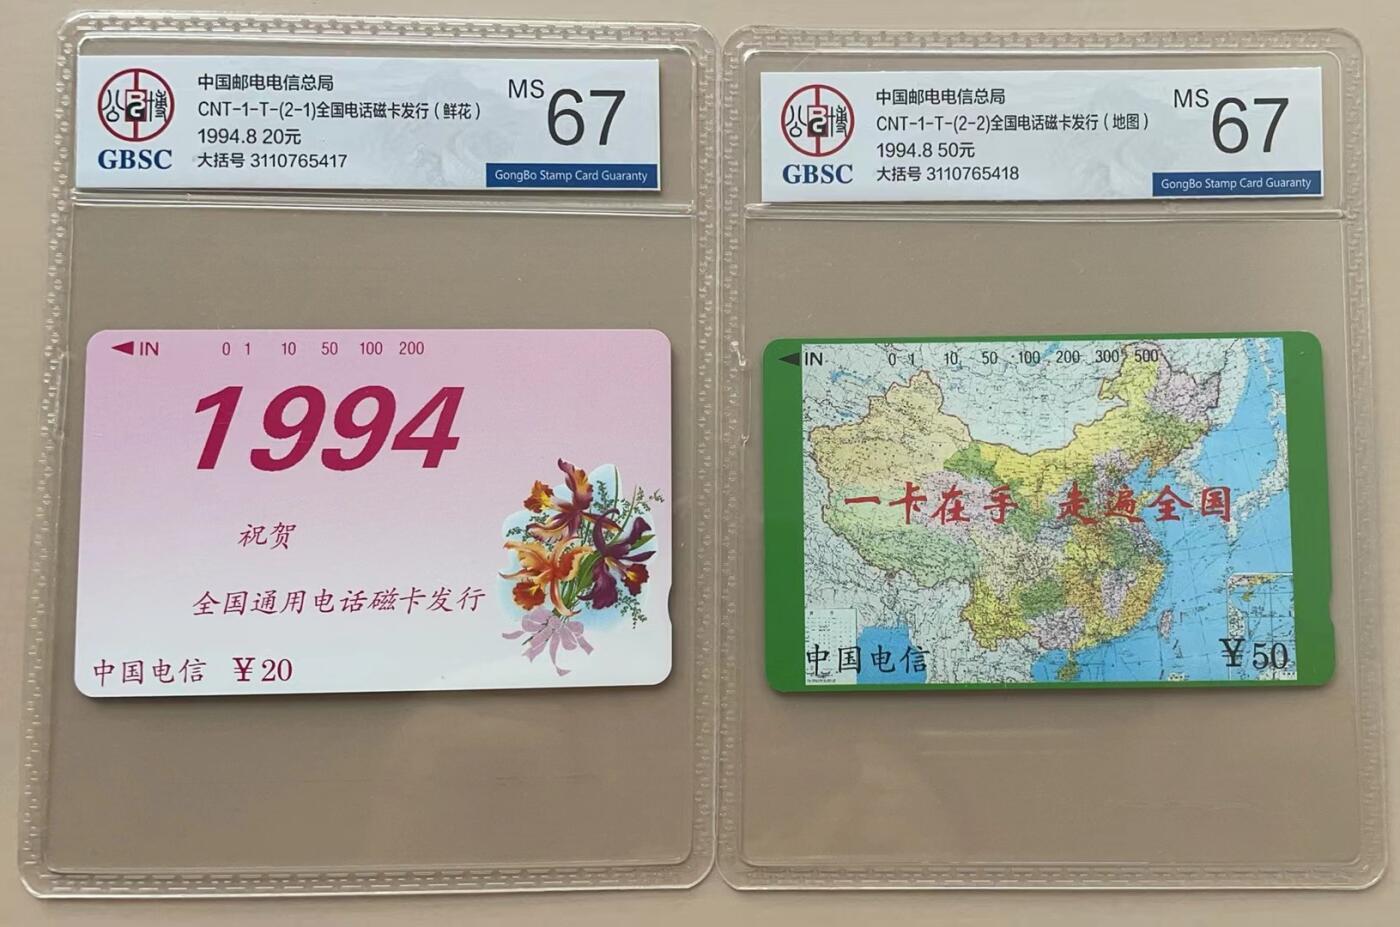 中国邮电电信总局
CNT-1-T-(2-1)全国电话磁卡发行(鲜花)
1994.8 20元
大括号 3110765417
MS 67
公博
BG
GBSC
GongBo Stamp Card Guaranty
IN 0 1 10 50 100 200
1994
祝贺
全国通用电话磁卡发行
中国电信 ¥20
中国邮电电信总局
CNT-1-T-(2-2)全国电话磁卡发行(地图)
1994.8 50元
大括号 3110765418
MS 67
公博
BG
GBSC
GongBo Stamp Card Guaranty
IN 0 1 10 50 100 200 300 500
一卡在手 走遍全国
中国电信 ¥50